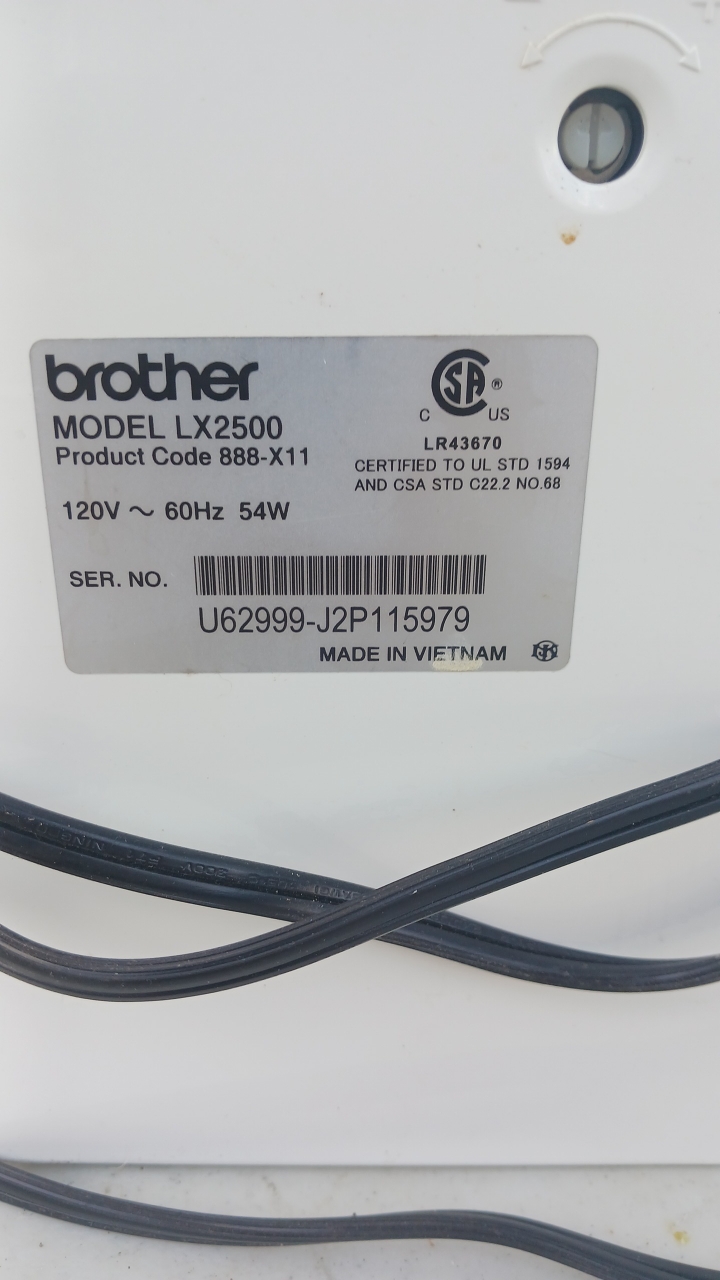 brother
MODEL LX2500
Product Code 888-X11
120V ~ 60Hz 54W
SA ®
C US
LR43670
CERTIFIED TO UL STD 1594
AND CSA STD C22.2 NO.68
SER. NO.
U62999-J2P115979
MADE IN VIETNAM